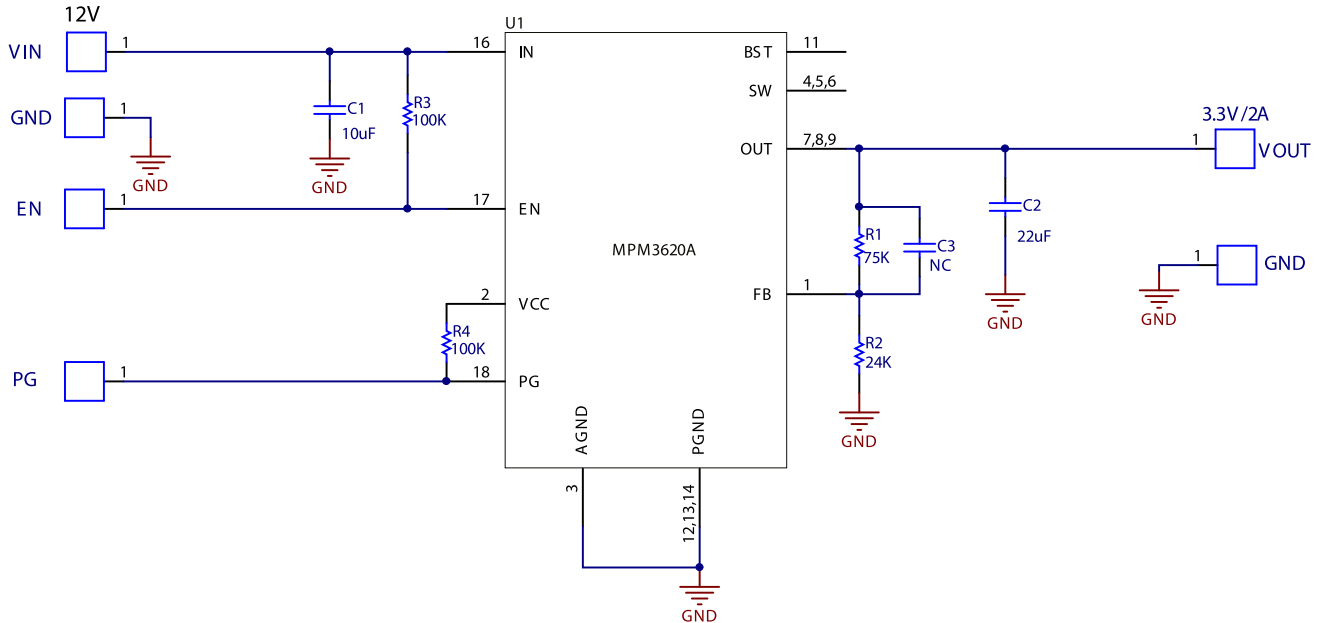 12V
U1
VIN
1
16
IN
BST
11
C1
10uF
R3
100K
SW
4,5,6
GND
1
GND
GND
OUT
7,8,9
3.3V/2A
1
VOUT
EN
1
17
EN
R1
75K
C3
NC
C2
22uF
MPM3620A
1
GND
GND
GND
2
VCC
FB
1
R4
100K
R2
24K
GND
PG
1
18
PG
AGND
PGND
3
12,13,14
GND